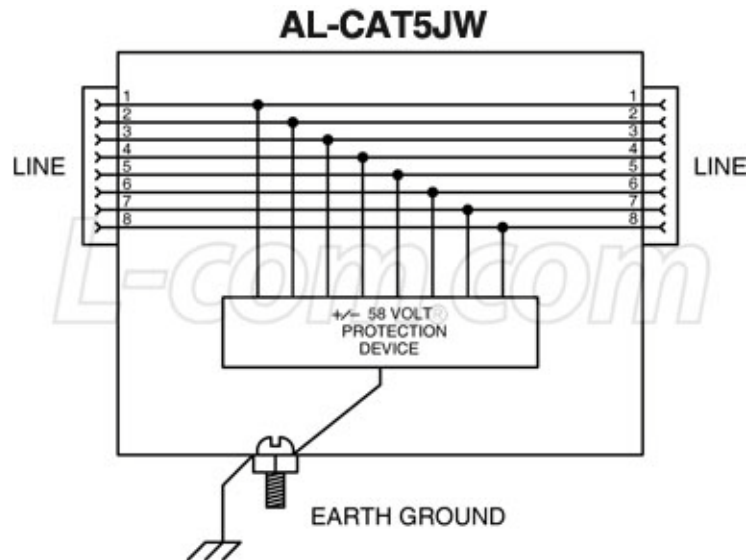 AL-CAT5JW
1 1
2 2
3 3
4 4
5 5
6 6
7 7
8 8
LINE LINE
L-com.com®
+/- 58 VOLT
PROTECTION
DEVICE
EARTH GROUND